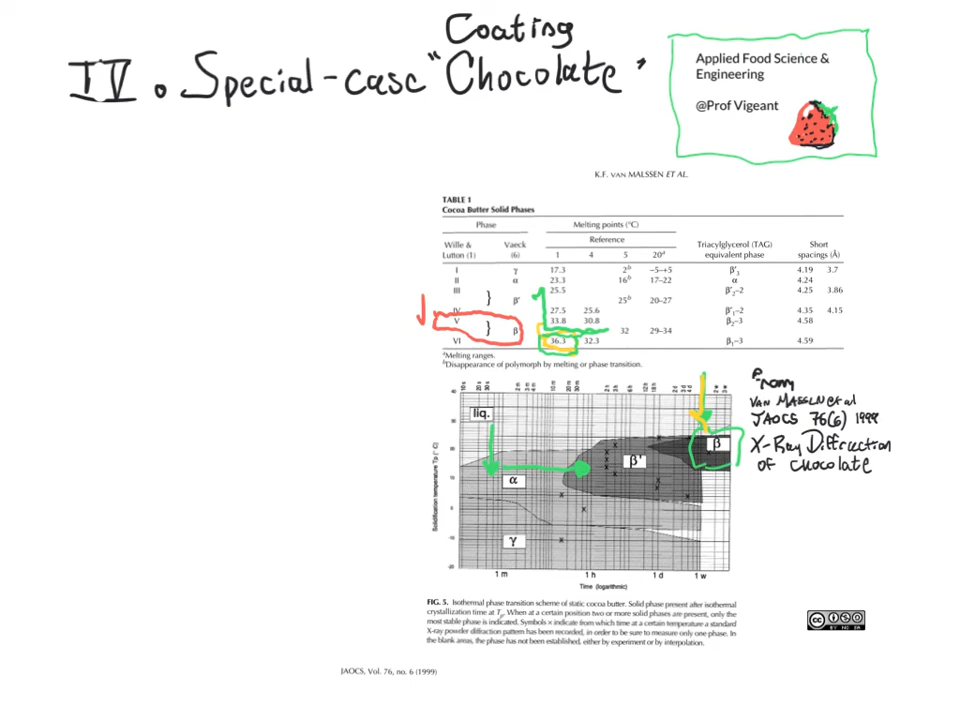 Coating
IV. Special-case "Chocolate"
Applied Food Science &
Engineering
@Prof Vigeant
K.F. VAN MALSSEN ET AL.
TABLE 1
Cocoa Butter Solid Phases
Phase Melting points (°C)
Reference Triacylglycerol (TAG) Short
Wille & Vaeck
Lutton (1) (6) 1 4 5 20ᵃ equivalent phase spacings (Å)
I γ 17.3 2ᵇ −5–+5 β'₃ 4.19 3.7
II α 23.3 16ᵇ 17–22 α 4.24
III 25.5 β'₂–2 4.25 3.86
} β' 25ᵇ 20–27
IV 27.5 25.6 β'₁–2 4.35 4.15
V 33.8 30.8 β₂–3 4.58
} β 32 29–34
VI 36.3 32.3 β₁–3 4.59
ᵃMelting ranges.
ᵇDisappearance of polymorph by melting or phase transition.
liq.
β
β'
α
γ
Solidification temperature Tp (°C)
1 m 1 h 1 d 1 w
Time (logarithmic)
From
VAN MALSSEN et al
JAOCS 76(6) 1999
X-Ray Diffraction
OF chocolate
FIG. 5. Isothermal phase transition scheme of static cocoa butter. Solid phase present after isothermal
crystallization time at Tp. When at a certain position two or more solid phases are present, only the
most stable phase is indicated. Symbols × indicate from which time at a certain temperature a standard
X-ray powder diffraction pattern has been recorded, in order to be sure to measure only one phase. In
the blank areas, the phase has not been established, either by experiment or by interpolation.
cc
BY NC SA
JAOCS, Vol. 76, no. 6 (1999)